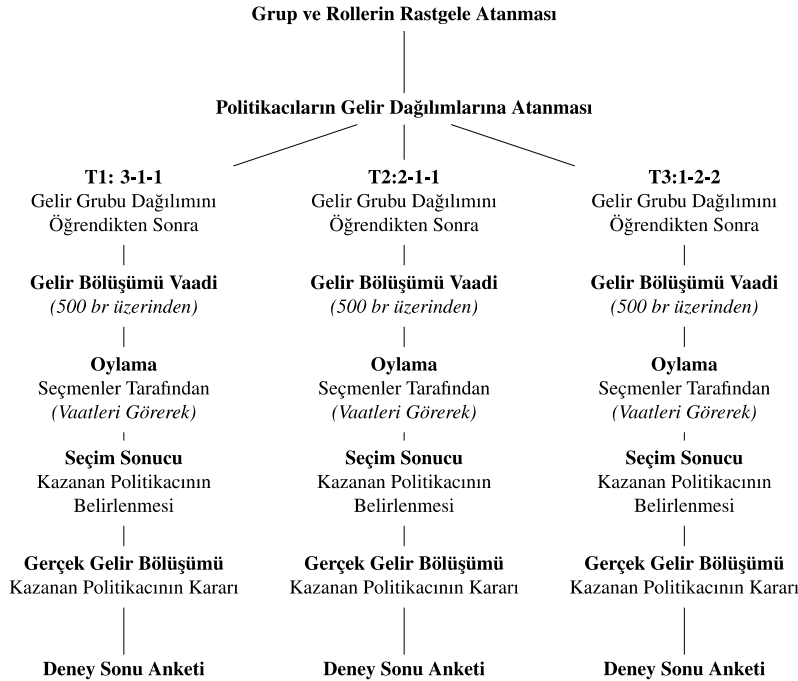 Grup ve Rollerin Rastgele Atanması
Politikacıların Gelir Dağılımlarına Atanması
T1: 3-1-1
Gelir Grubu Dağılımını
Öğrendikten Sonra
Gelir Bölüşümü Vaadi
(500 br üzerinden)
Oylama
Seçmenler Tarafından
(Vaatleri Görerek)
Seçim Sonucu
Kazanan Politikacının
Belirlenmesi
Gerçek Gelir Bölüşümü
Kazanan Politikacının Kararı
Deney Sonu Anketi
T2:2-1-1
Gelir Grubu Dağılımını
Öğrendikten Sonra
Gelir Bölüşümü Vaadi
(500 br üzerinden)
Oylama
Seçmenler Tarafından
(Vaatleri Görerek)
Seçim Sonucu
Kazanan Politikacının
Belirlenmesi
Gerçek Gelir Bölüşümü
Kazanan Politikacının Kararı
Deney Sonu Anketi
T3:1-2-2
Gelir Grubu Dağılımını
Öğrendikten Sonra
Gelir Bölüşümü Vaadi
(500 br üzerinden)
Oylama
Seçmenler Tarafından
(Vaatleri Görerek)
Seçim Sonucu
Kazanan Politikacının
Belirlenmesi
Gerçek Gelir Bölüşümü
Kazanan Politikacının Kararı
Deney Sonu Anketi